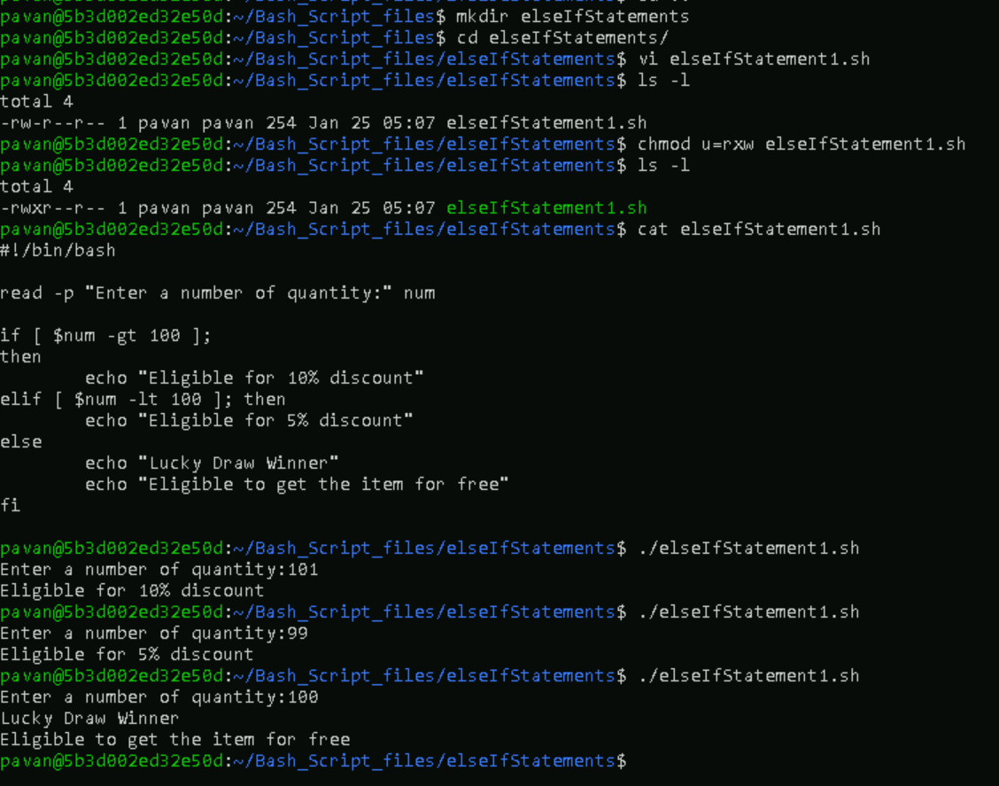 pavan@5b3d002ed32e50d:~/Bash_Script_files$ mkdir elseIfStatements
pavan@5b3d002ed32e50d:~/Bash_Script_files$ cd elseIfStatements/
pavan@5b3d002ed32e50d:~/Bash_Script_files/elseIfStatements$ vi elseIfStatement1.sh
pavan@5b3d002ed32e50d:~/Bash_Script_files/elseIfStatements$ ls -l
total 4
-rw-r--r-- 1 pavan pavan 254 Jan 25 05:07 elseIfStatement1.sh
pavan@5b3d002ed32e50d:~/Bash_Script_files/elseIfStatements$ chmod u=rxw elseIfStatement1.sh
pavan@5b3d002ed32e50d:~/Bash_Script_files/elseIfStatements$ ls -l
total 4
-rwxr--r-- 1 pavan pavan 254 Jan 25 05:07 elseIfStatement1.sh
pavan@5b3d002ed32e50d:~/Bash_Script_files/elseIfStatements$ cat elseIfStatement1.sh
#!/bin/bash

read -p "Enter a number of quantity:" num

if [ $num -gt 100 ];
then
        echo "Eligible for 10% discount"
elif [ $num -lt 100 ]; then
        echo "Eligible for 5% discount"
else
        echo "Lucky Draw Winner"
        echo "Eligible to get the item for free"
fi

pavan@5b3d002ed32e50d:~/Bash_Script_files/elseIfStatements$ ./elseIfStatement1.sh
Enter a number of quantity:101
Eligible for 10% discount
pavan@5b3d002ed32e50d:~/Bash_Script_files/elseIfStatements$ ./elseIfStatement1.sh
Enter a number of quantity:99
Eligible for 5% discount
pavan@5b3d002ed32e50d:~/Bash_Script_files/elseIfStatements$ ./elseIfStatement1.sh
Enter a number of quantity:100
Lucky Draw Winner
Eligible to get the item for free
pavan@5b3d002ed32e50d:~/Bash_Script_files/elseIfStatements$